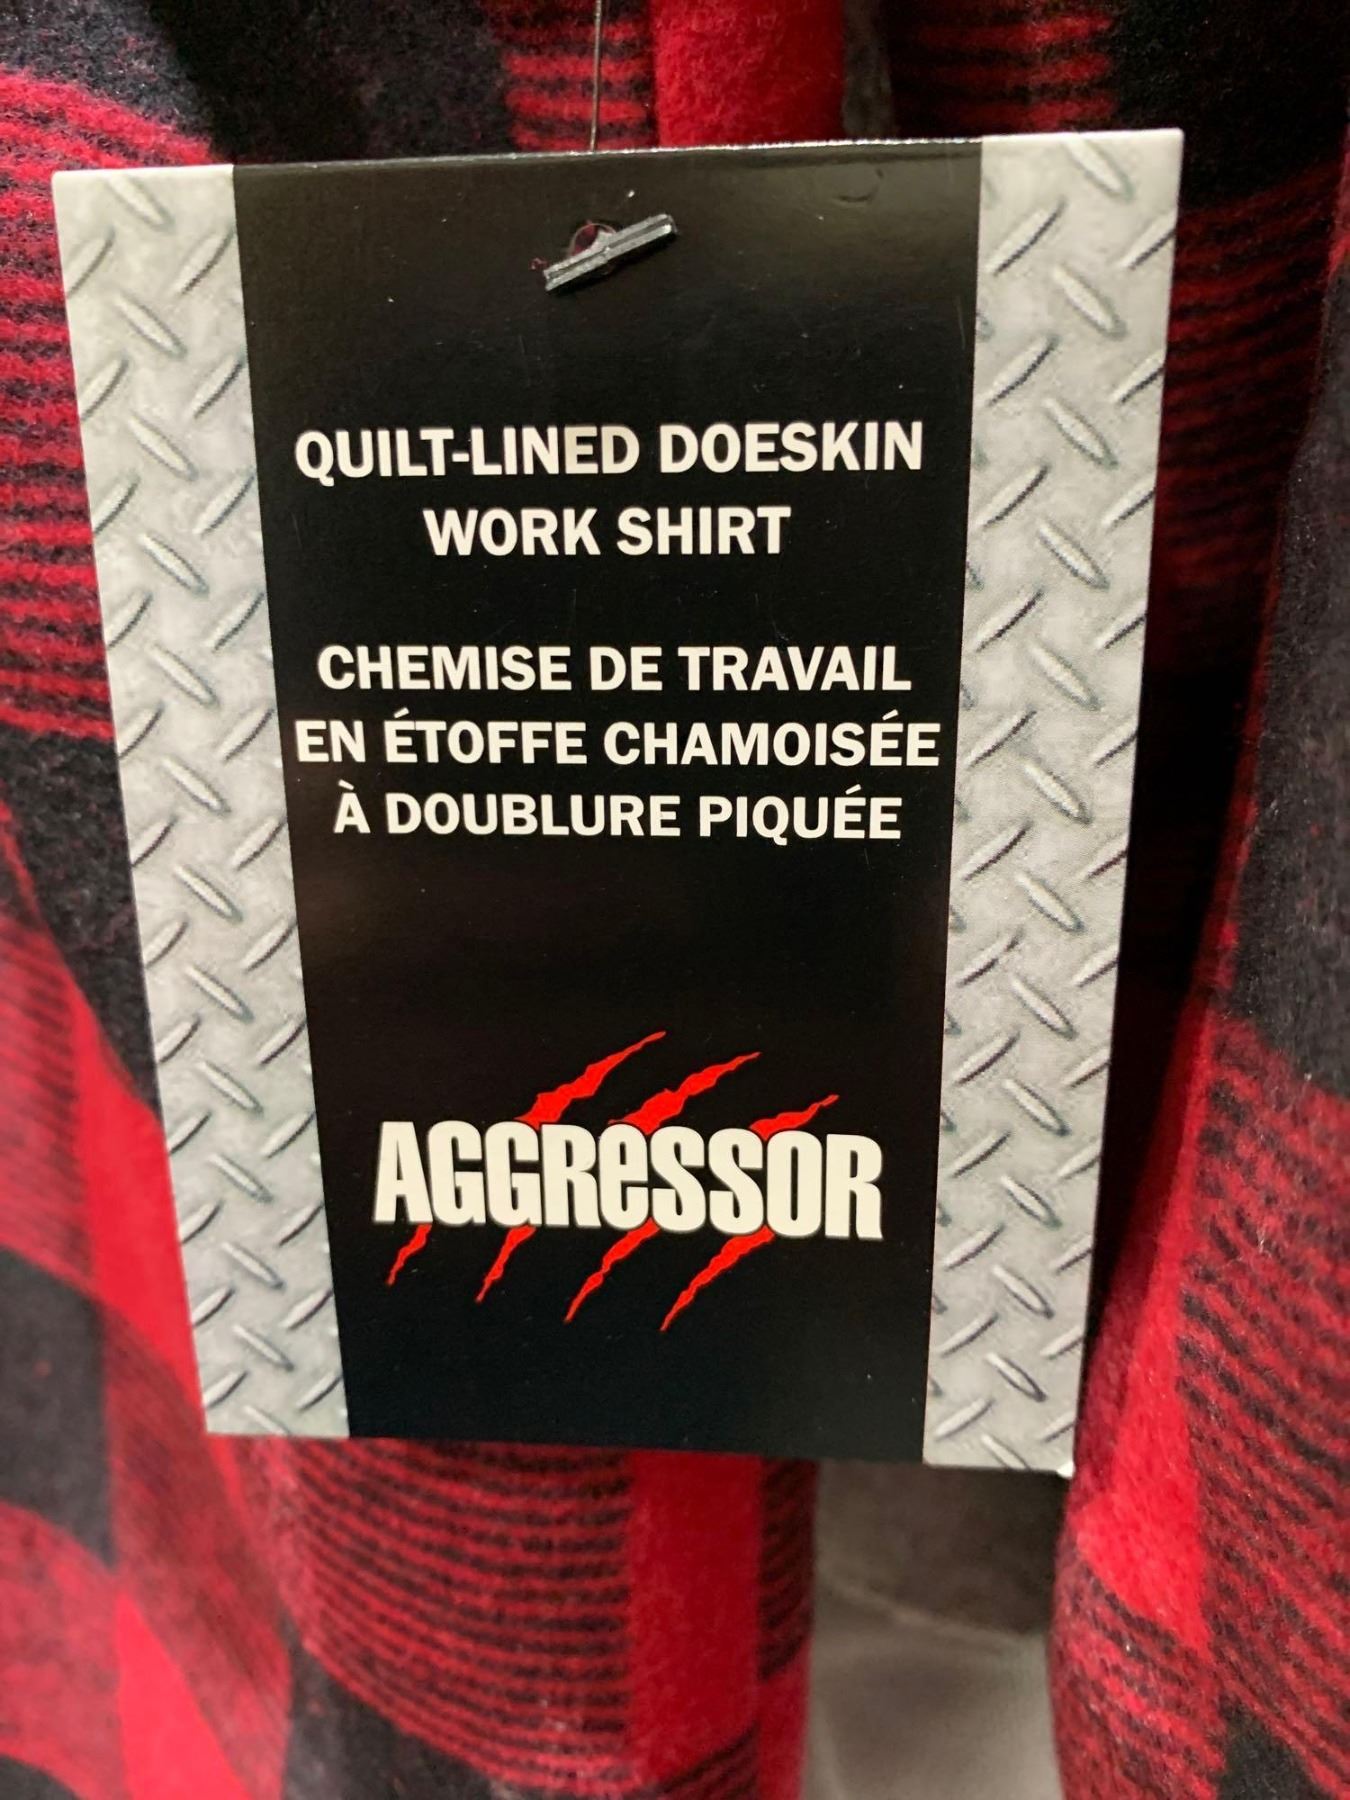 QUILT-LINED DOESKIN
WORK SHIRT
CHEMISE DE TRAVAIL
EN ÉTOFFE CHAMOISÉE
À DOUBLURE PIQUÉE
AGGReSSOR